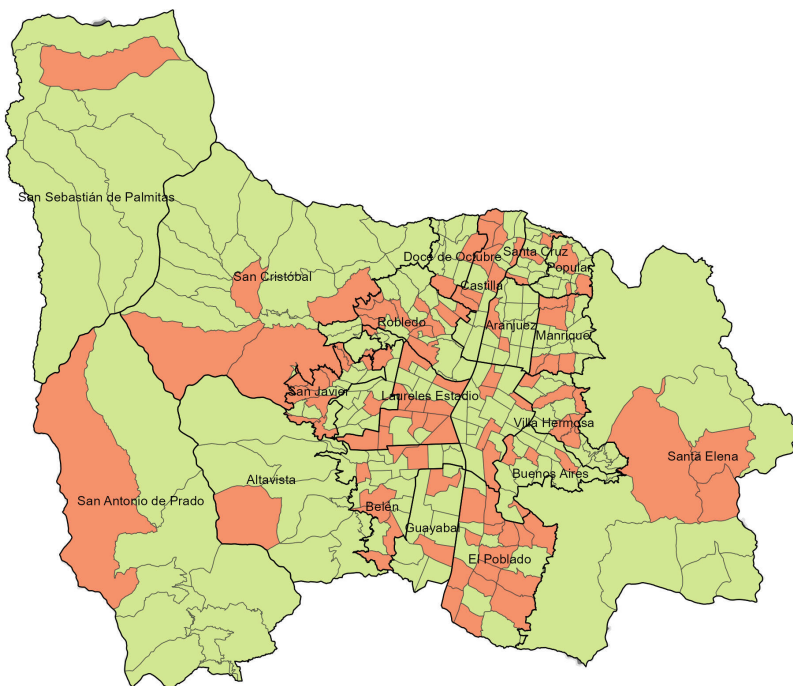 San Sebastián de Palmitas
Doce de Octubre
Santa Cruz
Popular
San Cristóbal
Castilla
Robledo
Aranjuez
Manrique
San Javier
Laureles Estadio
Villa Hermosa
Santa Elena
Buenos Aires
Altavista
San Antonio de Prado
Belén
Guayabal
El Poblado